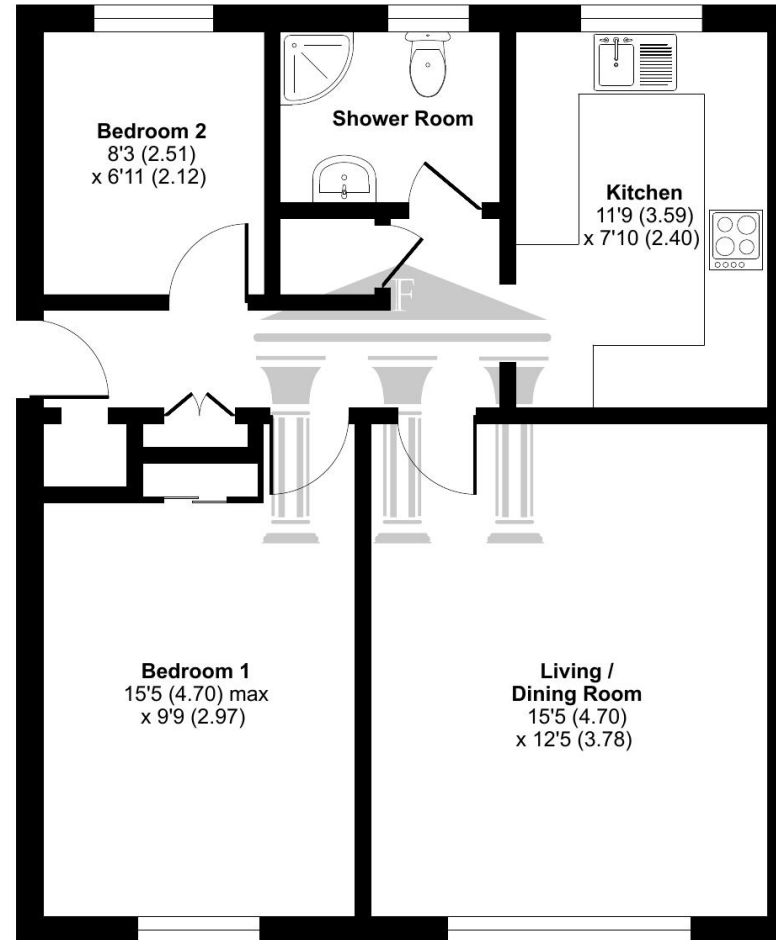 Bedroom 2
8'3 (2.51)
x 6'11 (2.12)
Shower Room
Kitchen
11'9 (3.59)
x 7'10 (2.40)
F
Bedroom 1
15'5 (4.70) max
x 9'9 (2.97)
Living /
Dining Room
15'5 (4.70)
x 12'5 (3.78)